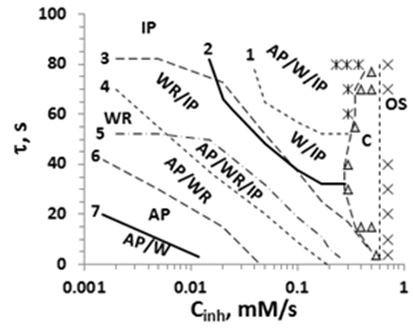 IP
100
80
60
40
20
0
τ, s
3
4
WR
5
6
7
2
1
WR/IP
AP/W/IP
W/IP
AP/WR/IP
AP/WR
AP
AP/W
C
OS
0.001
0.01
0.1
1
Cinh, mM/s